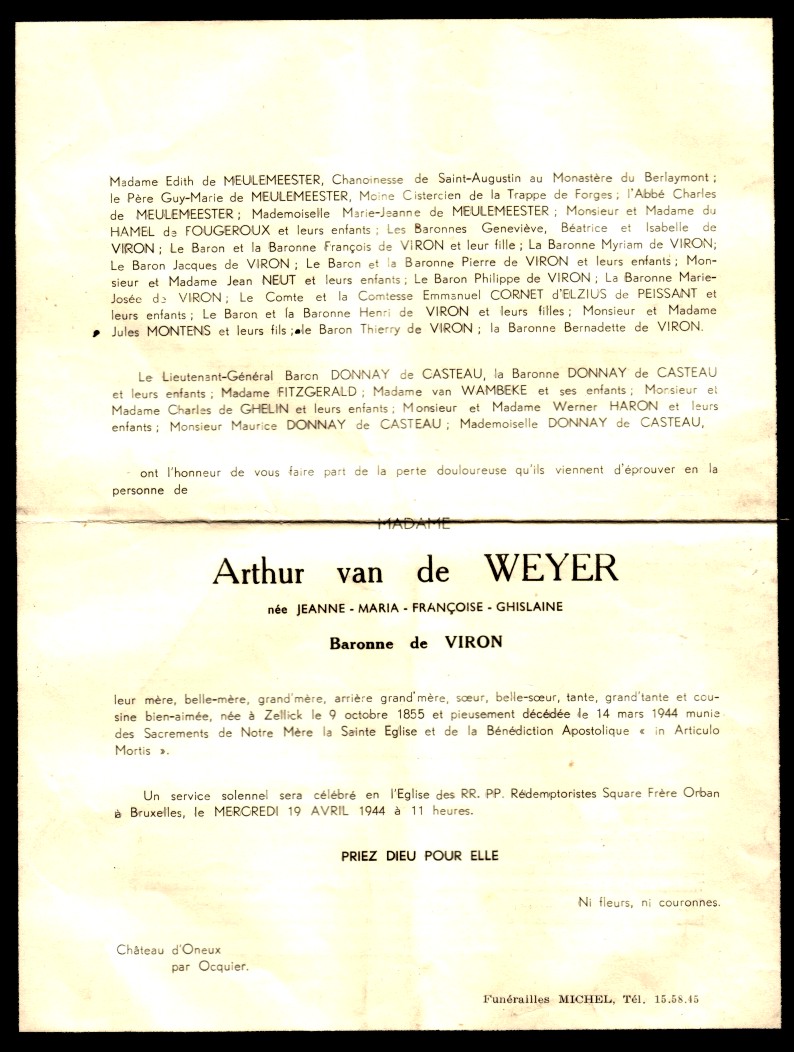 Madame Edith de MEULEMEESTER, Chanoinesse de Saint-Augustin au Monastère du Berlaymont ;
le Père Guy-Marie de MEULEMEESTER, Moine Cistercien de la Trappe de Forges ; l'Abbé Charles
de MEULEMEESTER ; Mademoiselle Marie-Jeanne de MEULEMEESTER ; Monsieur et Madame du
HAMEL de FOUGEROUX et leurs enfants ; Les Baronnes Geneviève, Béatrice et Isabelle de
VIRON ; Le Baron et la Baronne François de VIRON et leur fille ; La Baronne Myriam de VIRON;
Le Baron Jacques de VIRON ; Le Baron et la Baronne Pierre de VIRON et leurs enfants ; Mon-
sieur et Madame Jean NEUT et leurs enfants ; Le Baron Philippe de VIRON ; La Baronne Marie-
Josée de VIRON ; Le Comte et la Comtesse Emmanuel CORNET d'ELZIUS de PEISSANT et
leurs enfants ; Le Baron et la Baronne Henri de VIRON et leurs filles ; Monsieur et Madame
Jules MONTENS et leurs fils ; le Baron Thierry de VIRON ; la Baronne Bernadette de VIRON.
Le Lieutenant-Général Baron DONNAY de CASTEAU, la Baronne DONNAY de CASTEAU
et leurs enfants ; Madame FITZGERALD ; Madame van WAMBEKE et ses enfants ; Monsieur et
Madame Charles de GHELIN et leurs enfants ; Monsieur et Madame Werner HARON et leurs
enfants ; Monsieur Maurice DONNAY de CASTEAU ; Mademoiselle DONNAY de CASTEAU,
ont l'honneur de vous faire part de la perte douloureuse qu'ils viennent d'éprouver en la
personne de
MADAME
Arthur van de WEYER
née JEANNE - MARIA - FRANÇOISE - GHISLAINE
Baronne de VIRON
leur mère, belle-mère, grand'mère, arrière grand'mère, sœur, belle-sœur, tante, grand'tante et cou-
sine bien-aimée, née à Zellick le 9 octobre 1855 et pieusement décédée le 14 mars 1944 munie
des Sacrements de Notre Mère la Sainte Eglise et de la Bénédiction Apostolique « in Articulo
Mortis ».
Un service solennel sera célébré en l'Eglise des RR. PP. Rédemptoristes Square Frère Orban
à Bruxelles, le MERCREDI 19 AVRIL 1944 à 11 heures.
PRIEZ DIEU POUR ELLE
Ni fleurs, ni couronnes.
Château d'Oneux
par Ocquier.
Funérailles MICHEL, Tél. 15.58.45